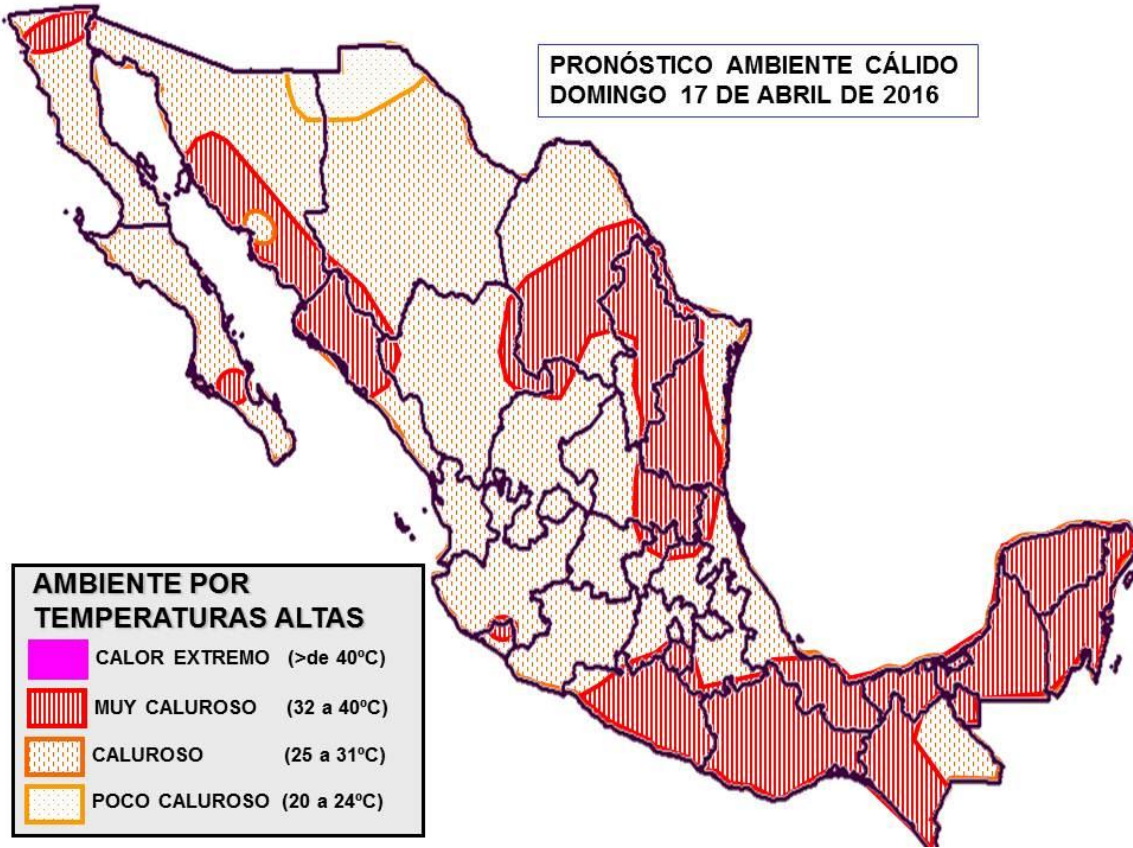 PRONÓSTICO AMBIENTE CÁLIDO
DOMINGO 17 DE ABRIL DE 2016
AMBIENTE POR
TEMPERATURAS ALTAS
CALOR EXTREMO (>de 40ºC)
MUY CALUROSO (32 a 40ºC)
CALUROSO (25 a 31ºC)
POCO CALUROSO (20 a 24ºC)